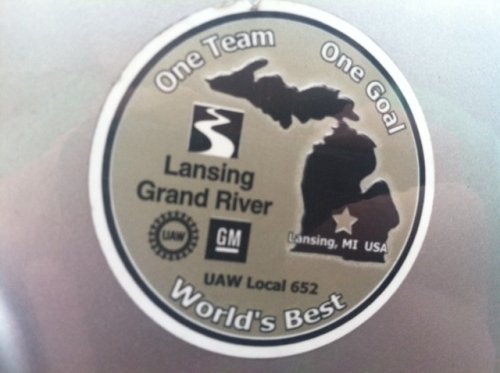 One Team
One Goal
Lansing
Grand River
UAW
GM
Lansing, MI USA
UAW Local 652
World's Best